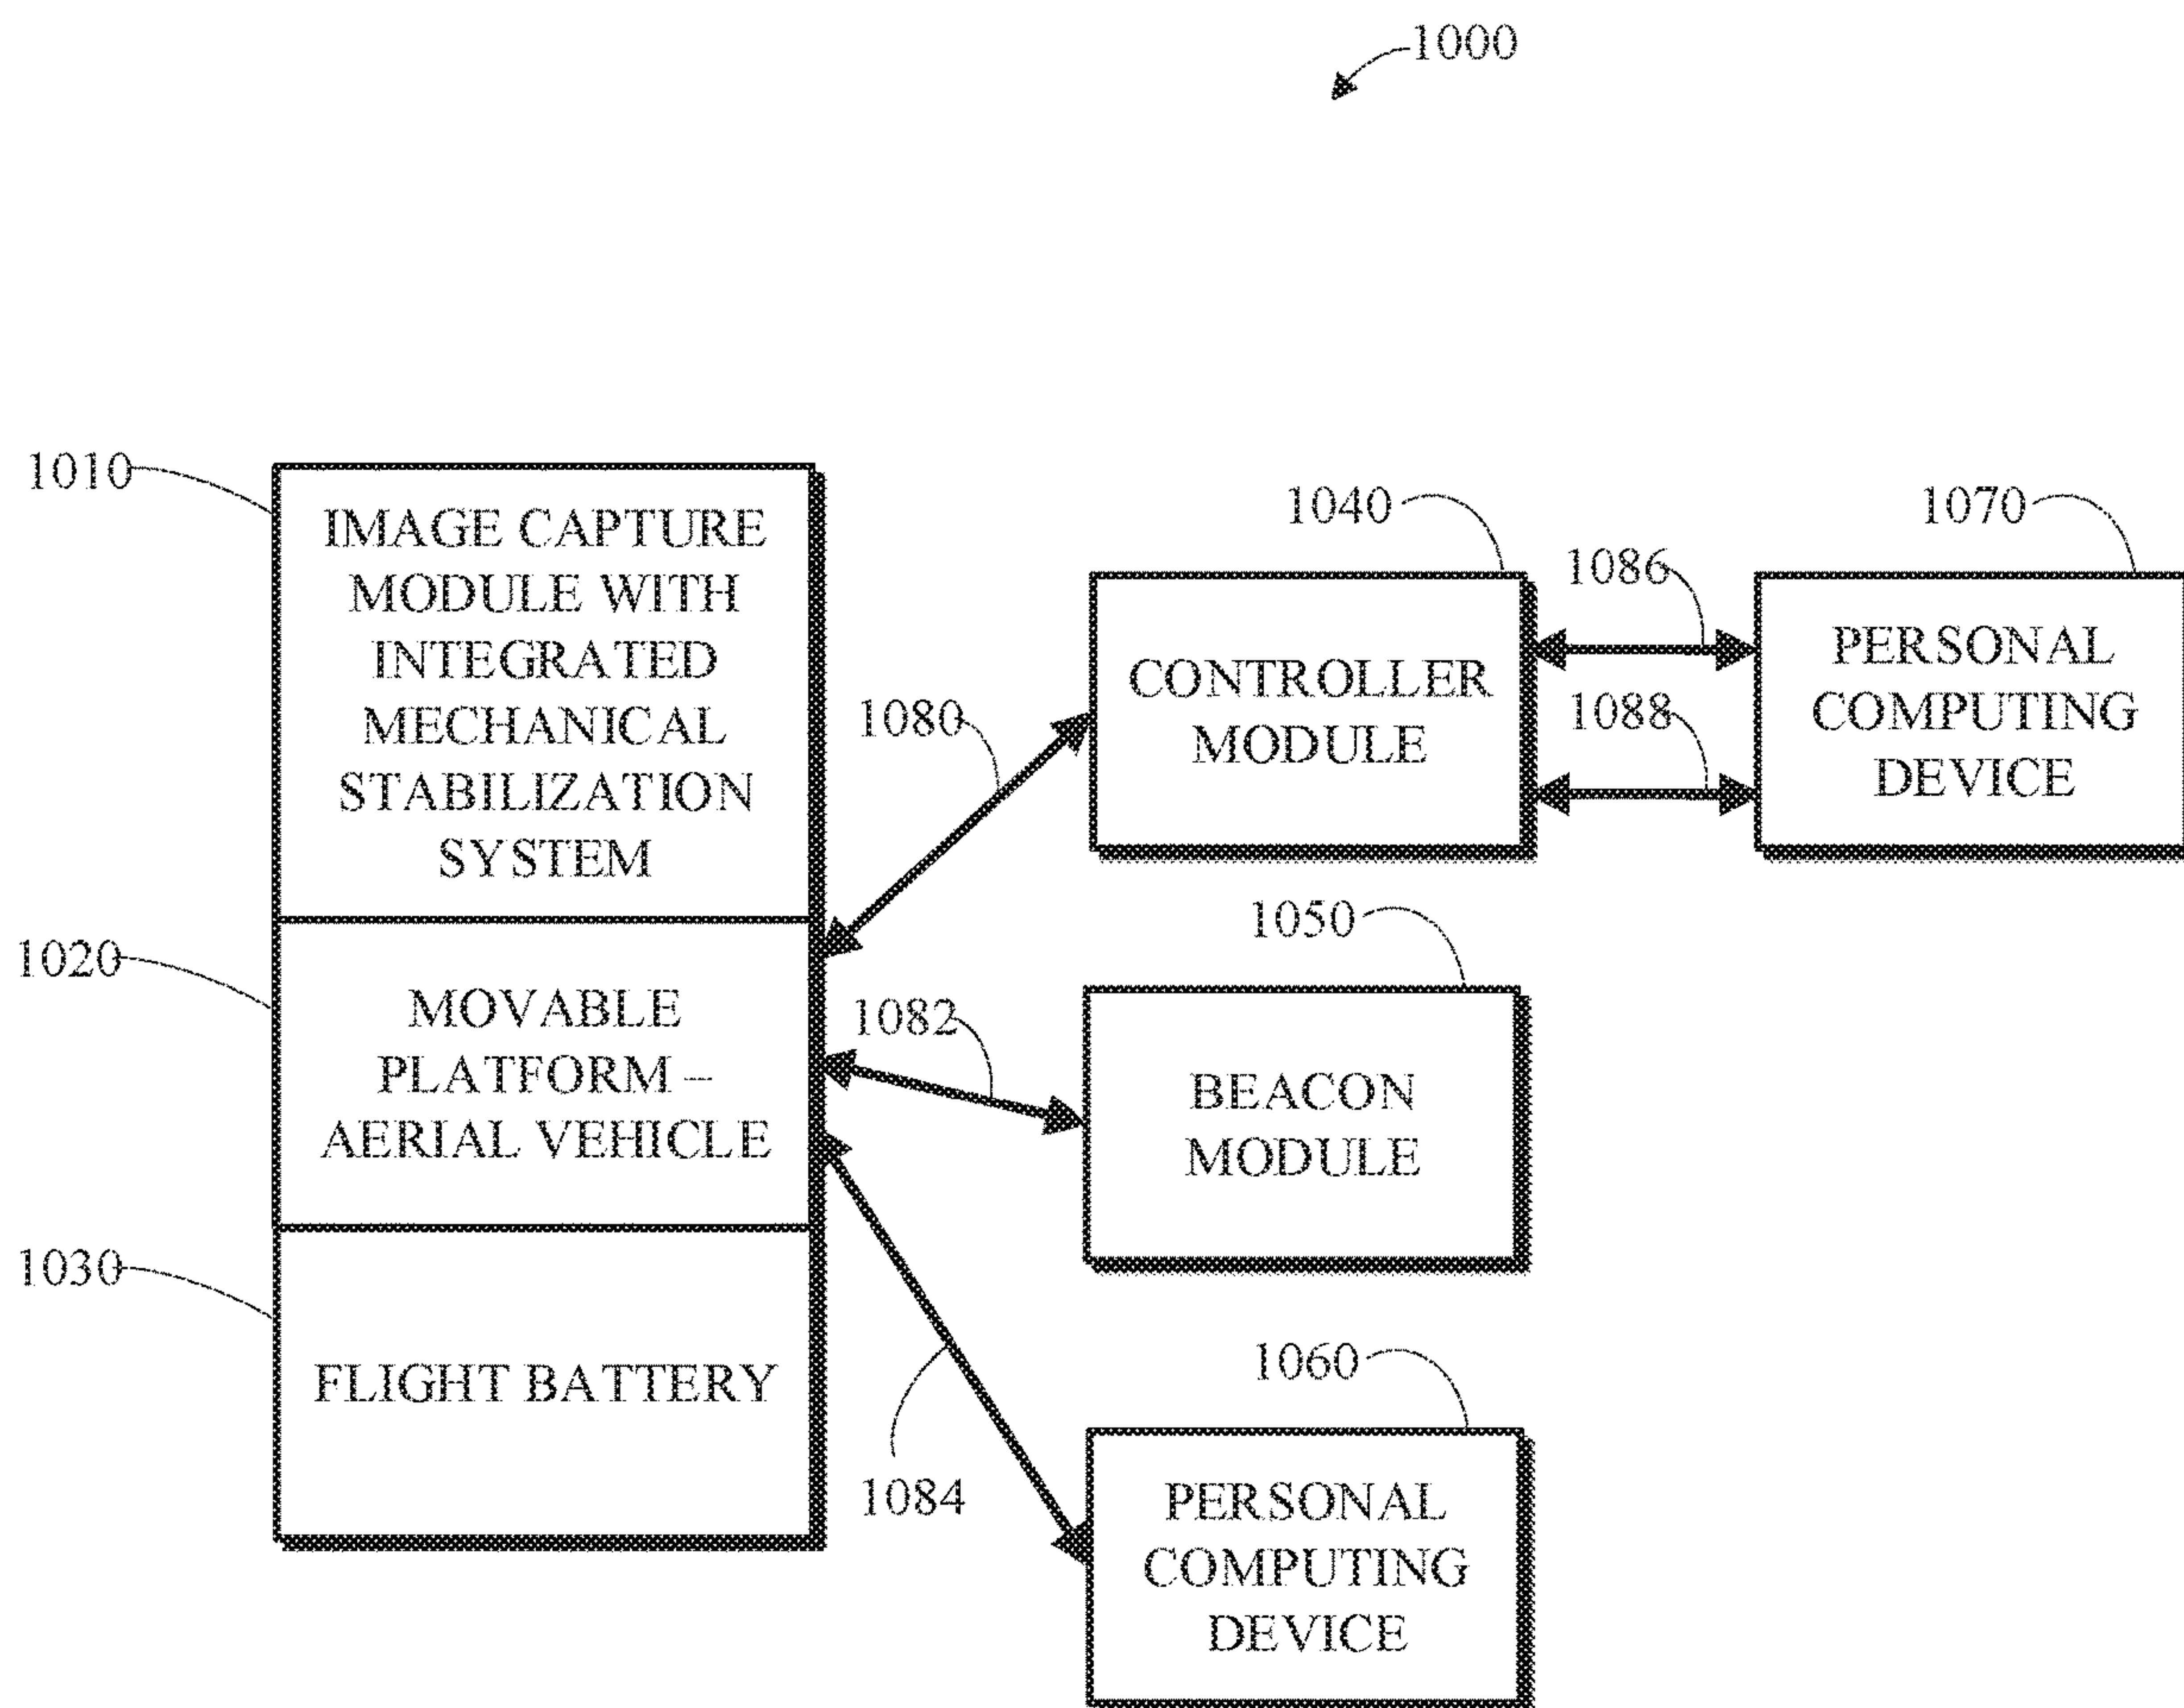 1000
1010
IMAGE CAPTURE
MODULE WITH
INTEGRATED
MECHANICAL
STABILIZATION
SYSTEM
1020
MOVABLE
PLATFORM –
AERIAL VEHICLE
1030
FLIGHT BATTERY
1080
1082
1084
1040
CONTROLLER
MODULE
1086
1088
1070
PERSONAL
COMPUTING
DEVICE
1050
BEACON
MODULE
1060
PERSONAL
COMPUTING
DEVICE